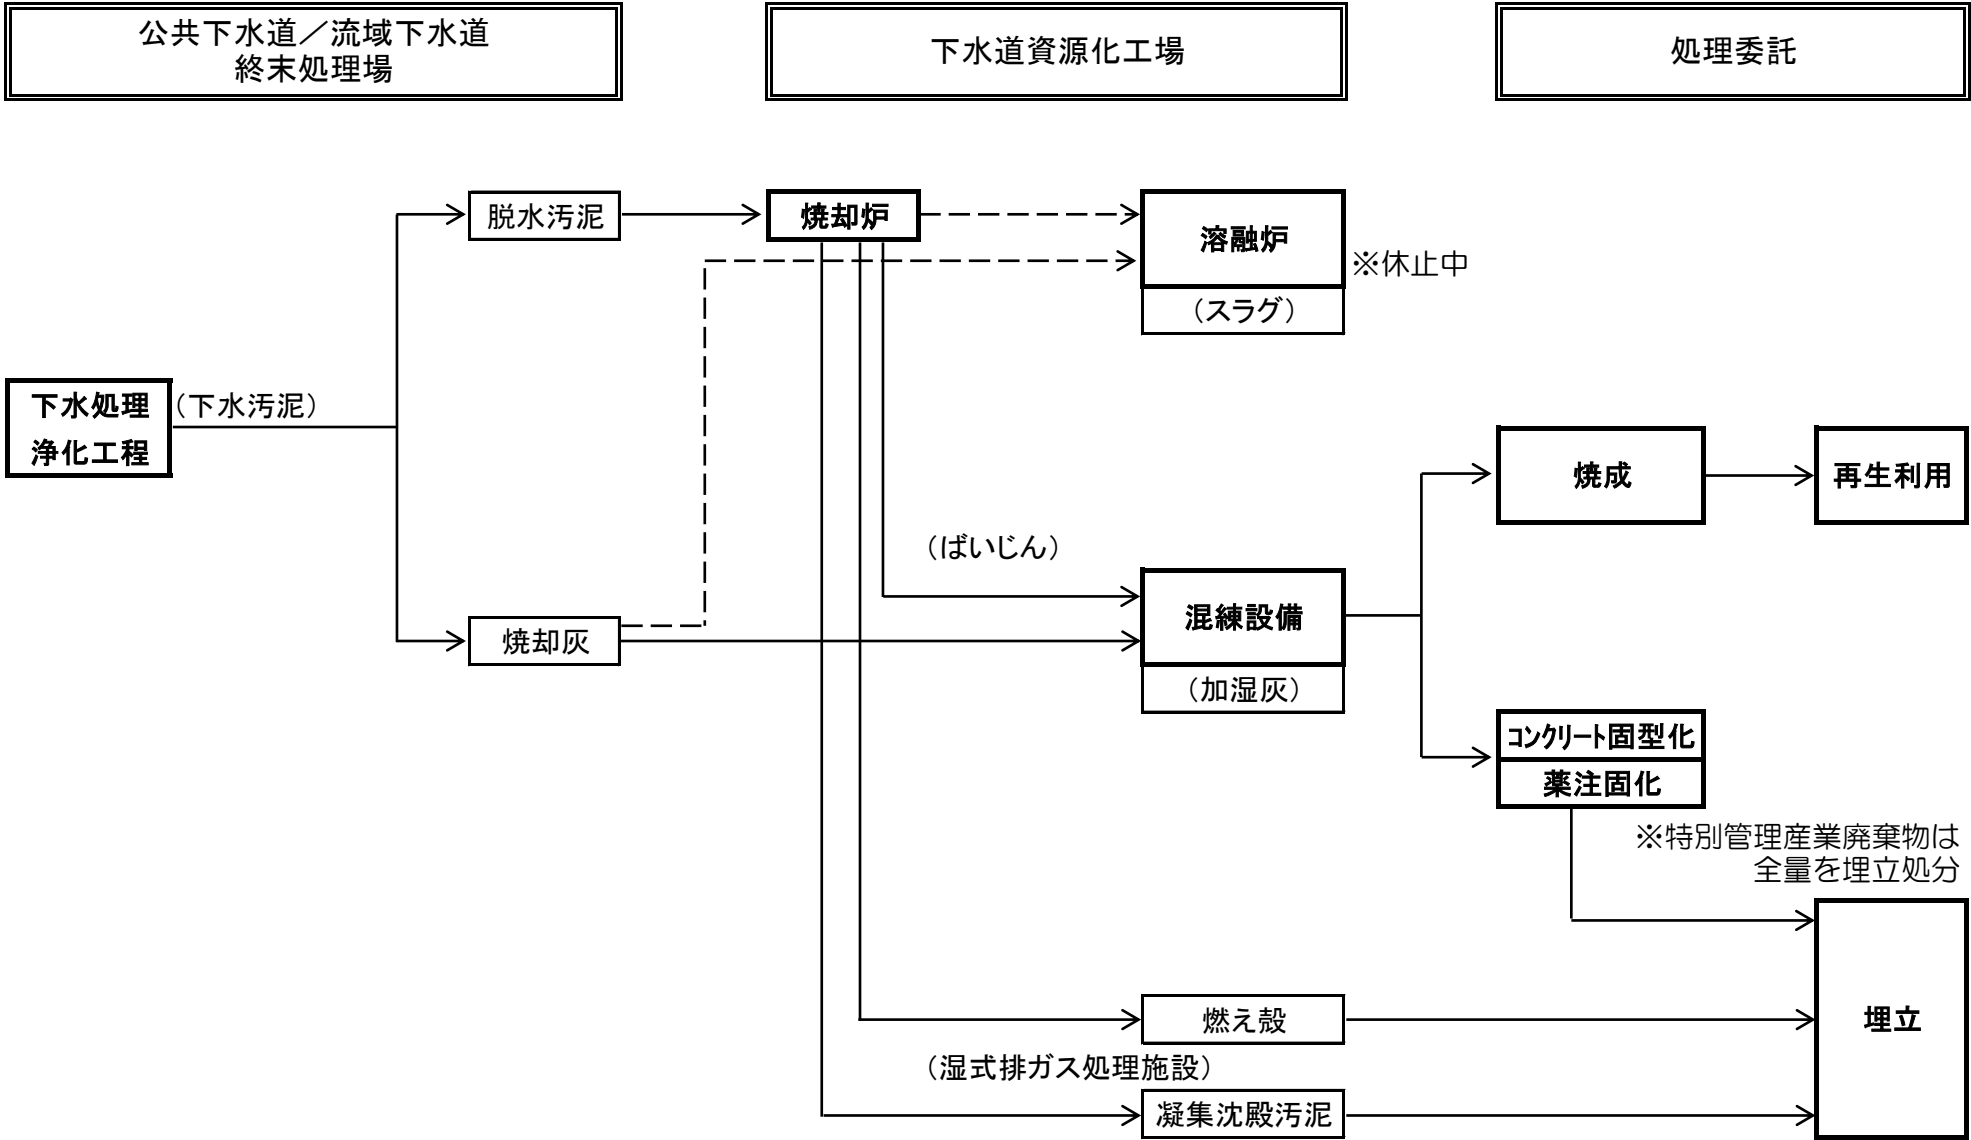 公共下水道／流域下水道
終末処理場
下水道資源化工場
処理委託
脱水汚泥
焼却炉
溶融炉
※休止中
（スラグ）
下水処理
浄化工程
（下水汚泥）
焼成
再生利用
（ばいじん）
焼却灰
混練設備
（加湿灰）
コンクリート固型化
薬注固化
※特別管理産業廃棄物は
全量を埋立処分
燃え殻
埋立
（湿式排ガス処理施設）
凝集沈殿汚泥